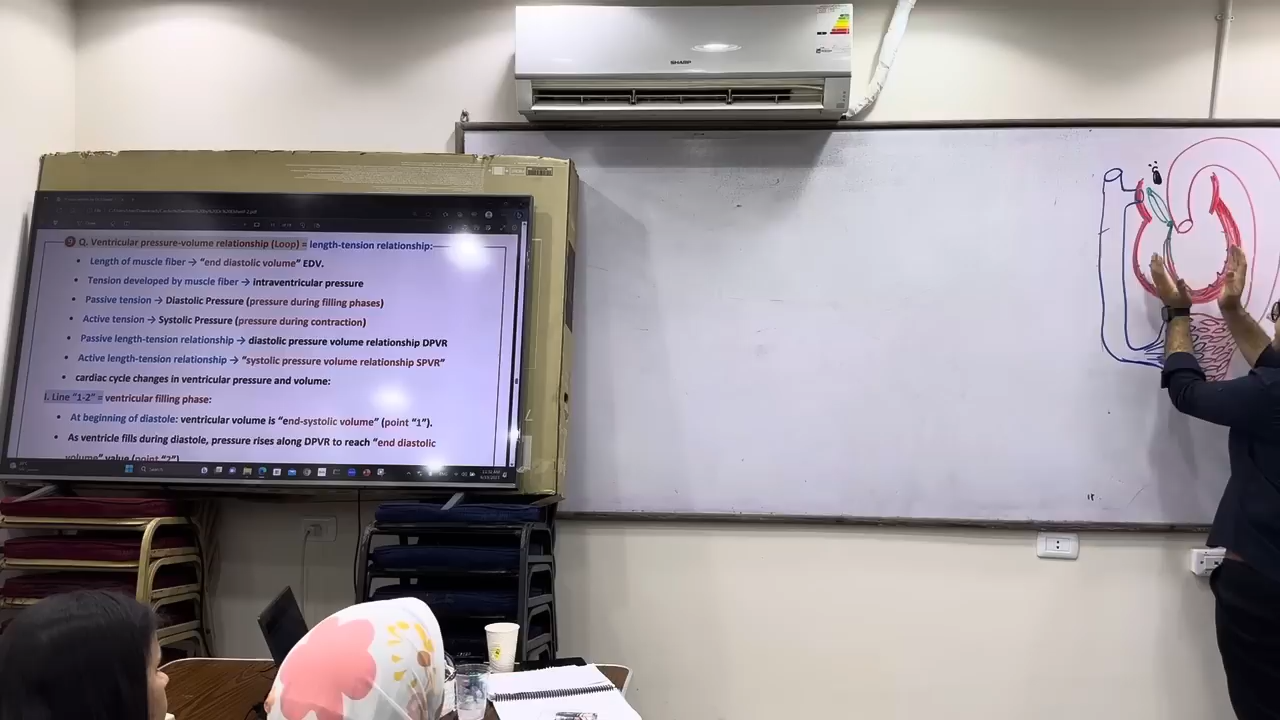 SHARP
9 Q. Ventricular pressure-volume relationship (Loop) = length-tension relationship:
• Length of muscle fiber → "end diastolic volume" EDV.
• Tension developed by muscle fiber → intraventricular pressure
• Passive tension → Diastolic Pressure (pressure during filling phases)
• Active tension → Systolic Pressure (pressure during contraction)
• Passive length-tension relationship → diastolic pressure volume relationship DPVR
• Active length-tension relationship → "systolic pressure volume relationship SPVR"
• cardiac cycle changes in ventricular pressure and volume:
I. Line "1-2" = ventricular filling phase:
• At beginning of diastole: ventricular volume is "end-systolic volume" (point "1").
• As ventricle fills during diastole, pressure rises along DPVR to reach "end diastolic
volume" value (point "2")